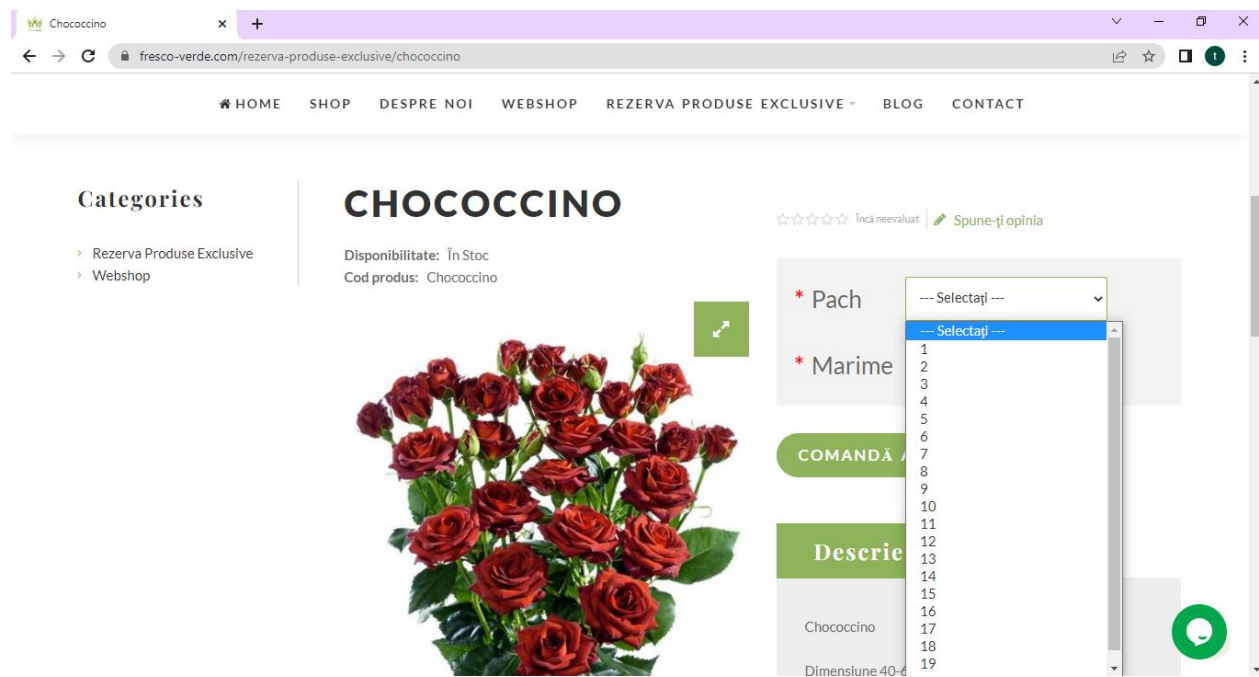 Chococcino
fresco-verde.com/rezerva-produse-exclusive/chococcino
t
HOME SHOP DESPRE NOI WEBSHOP REZERVA PRODUSE EXCLUSIVE BLOG CONTACT
Categories
Rezerva Produse Exclusive
Webshop
CHOCOCCINO
Disponibilitate: În Stoc
Cod produs: Chococcino
Încă neevaluat
Spune-ţi opinia
* Pach
--- Selectaţi ---
--- Selectaţi ---
1
2
3
4
5
6
7
8
9
10
11
12
13
14
15
16
17
18
19
* Marime
COMANDĂ
Descrie
Chococcino
Dimensiune 40-6